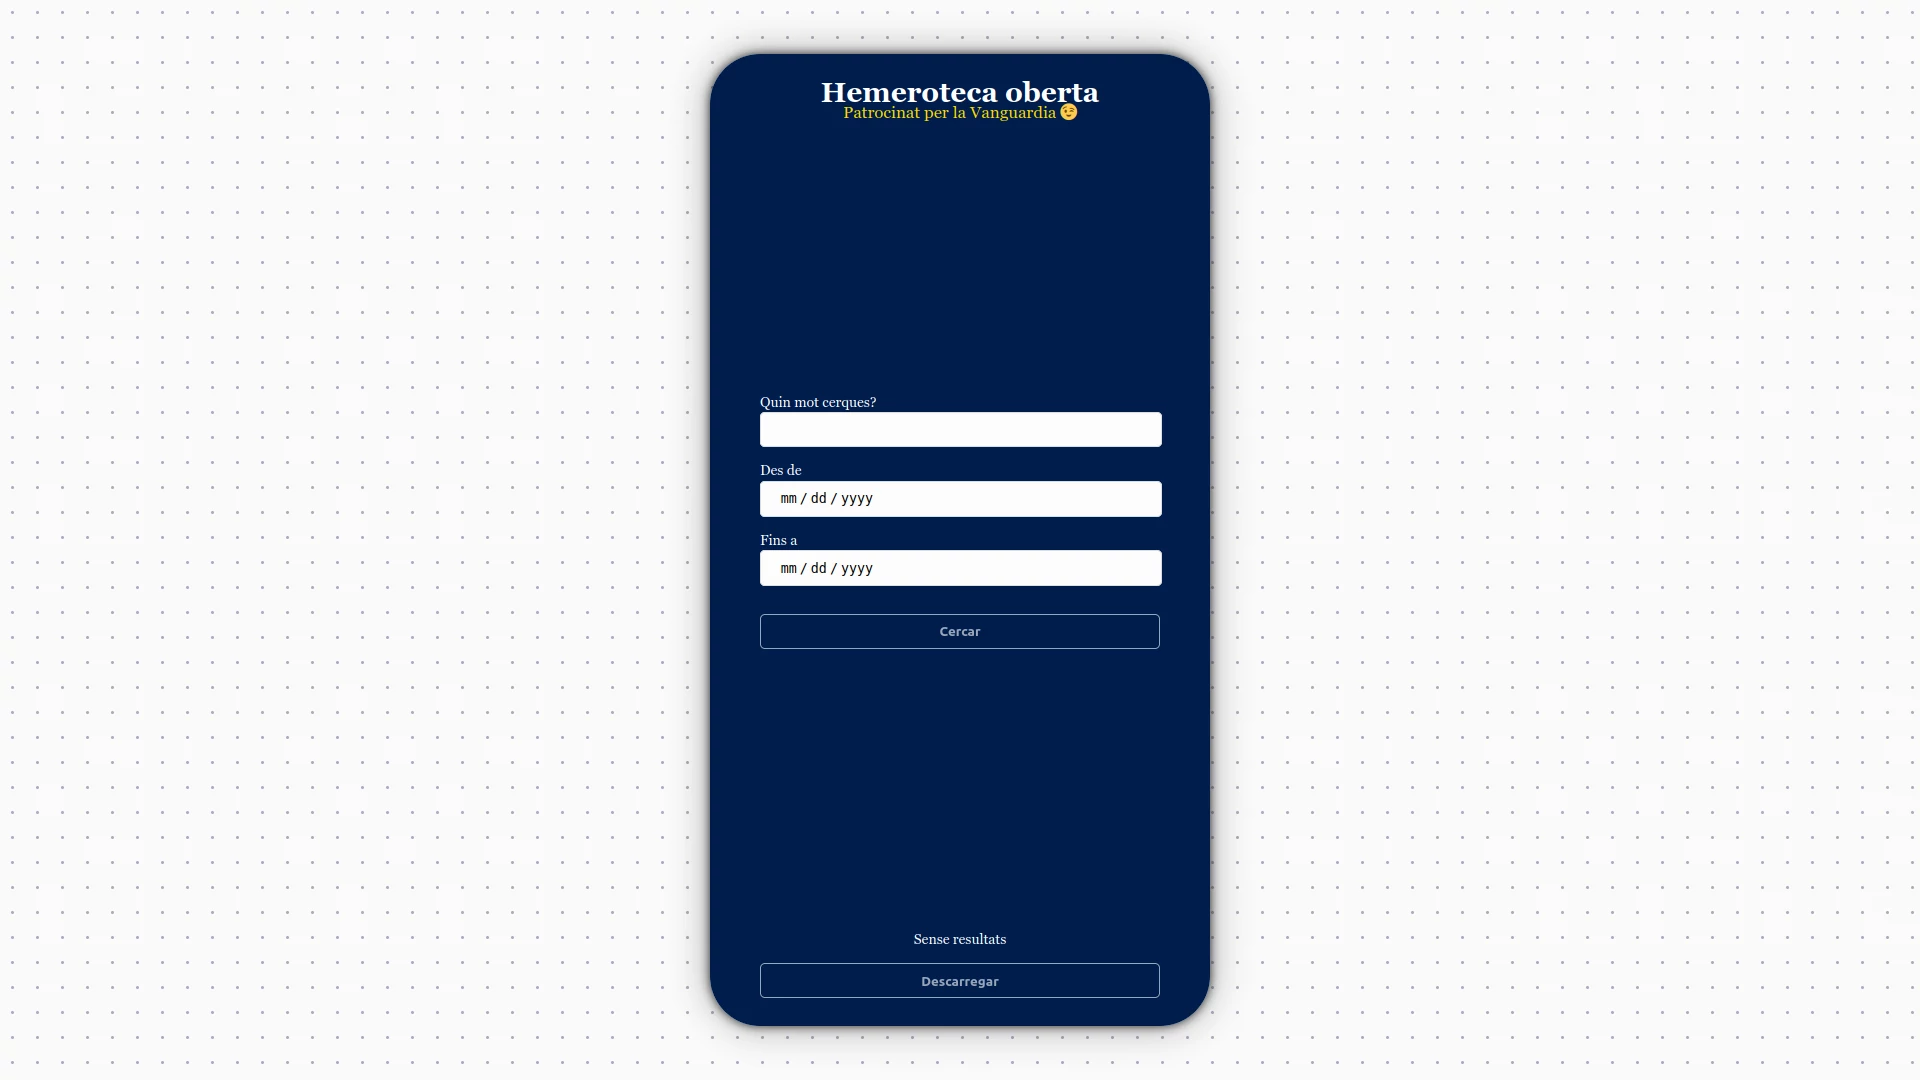 Hemeroteca oberta
Patrocinat per la Vanguardia 😉
Quin mot cerques?
Des de
mm / dd / yyyy
Fins a
mm / dd / yyyy
Cercar
Sense resultats
Descarregar